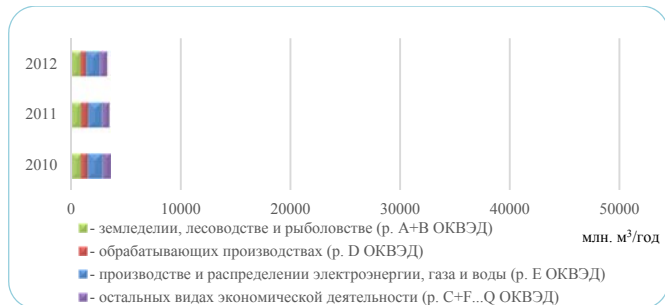 2012
2011
2010
0 10000 20000 30000 40000 50000
млн. м³/год
- земледелии, лесоводстве и рыболовстве (р. А+В ОКВЭД)
- обрабатывающих производствах (р. D ОКВЭД)
- производстве и распределении электроэнергии, газа и воды (р. Е ОКВЭД)
- остальных видах экономической деятельности (р. С+F...Q ОКВЭД)